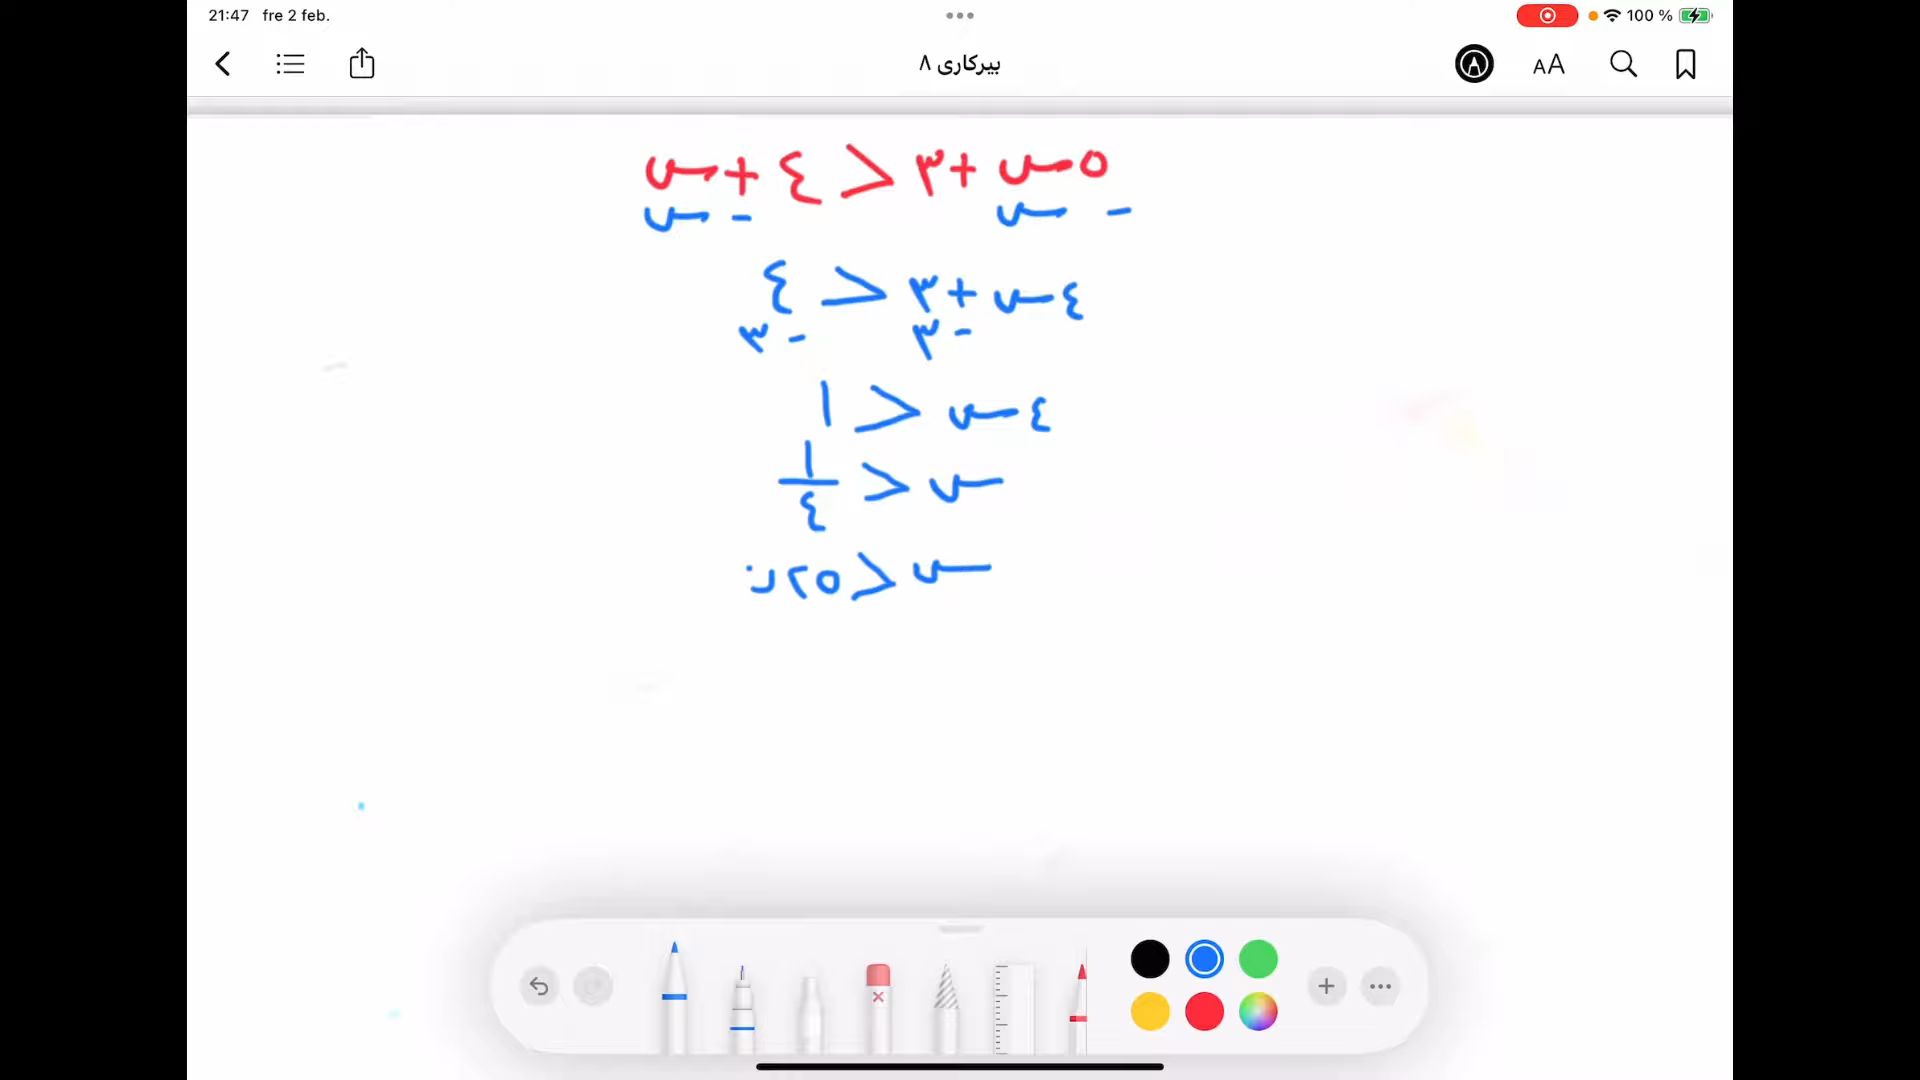 21:47 fre 2 feb.
100 %
بیرکاری ٨
AA
٥س + ٣ < ٤ + س
- س - س
٤س + ٣ < ٤
- ٣ - ٣
٤س < ١
س < ١/٤
س < ٠٫٢٥